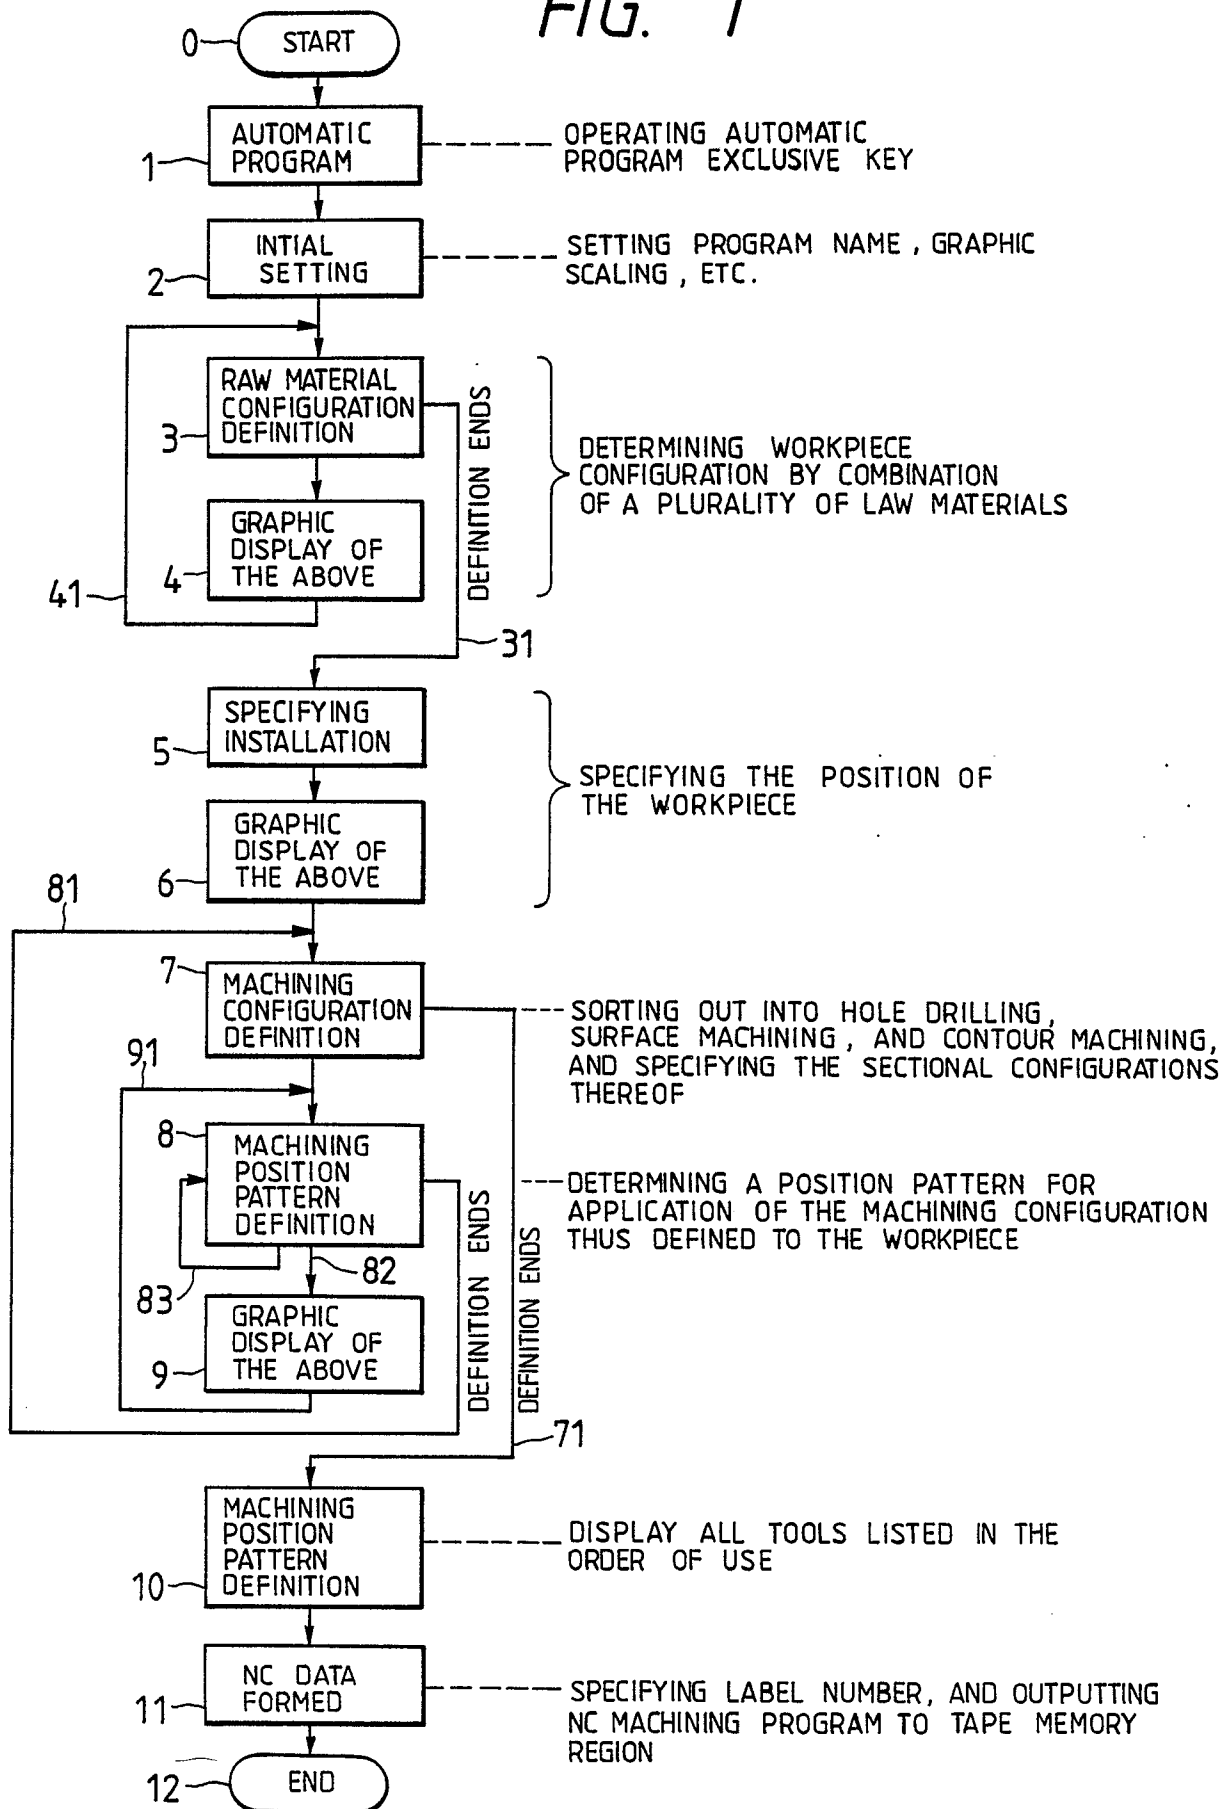 FIG. 1
0
START
1
AUTOMATIC
PROGRAM
OPERATING AUTOMATIC
PROGRAM EXCLUSIVE KEY
2
INTIAL
SETTING
SETTING PROGRAM NAME, GRAPHIC
SCALING, ETC.
3
RAW MATERIAL
CONFIGURATION
DEFINITION
DEFINITION ENDS
DETERMINING WORKPIECE
CONFIGURATION BY COMBINATION
OF A PLURALITY OF LAW MATERIALS
4
GRAPHIC
DISPLAY OF
THE ABOVE
41
31
5
SPECIFYING
INSTALLATION
SPECIFYING THE POSITION OF
THE WORKPIECE
6
GRAPHIC
DISPLAY OF
THE ABOVE
81
7
MACHINING
CONFIGURATION
DEFINITION
SORTING OUT INTO HOLE DRILLING,
SURFACE MACHINING, AND CONTOUR MACHINING,
AND SPECIFYING THE SECTIONAL CONFIGURATIONS
THEREOF
91
8
MACHINING
POSITION
PATTERN
DEFINITION
DETERMINING A POSITION PATTERN FOR
APPLICATION OF THE MACHINING CONFIGURATION
THUS DEFINED TO THE WORKPIECE
DEFINITION ENDS
DEFINITION ENDS
82
83
9
GRAPHIC
DISPLAY OF
THE ABOVE
71
10
MACHINING
POSITION
PATTERN
DEFINITION
DISPLAY ALL TOOLS LISTED IN THE
ORDER OF USE
11
NC DATA
FORMED
SPECIFYING LABEL NUMBER, AND OUTPUTTING
NC MACHINING PROGRAM TO TAPE MEMORY
REGION
12
END